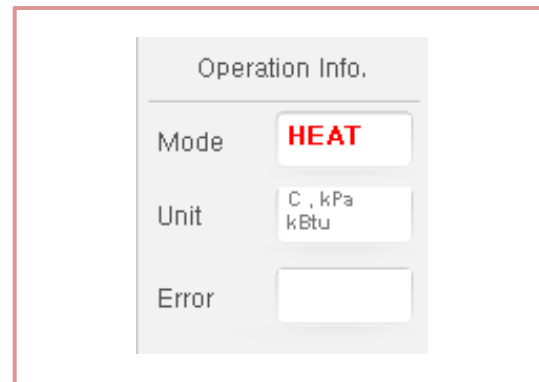 Operation Info.
Mode HEAT
Unit C , kPa
kBtu
Error